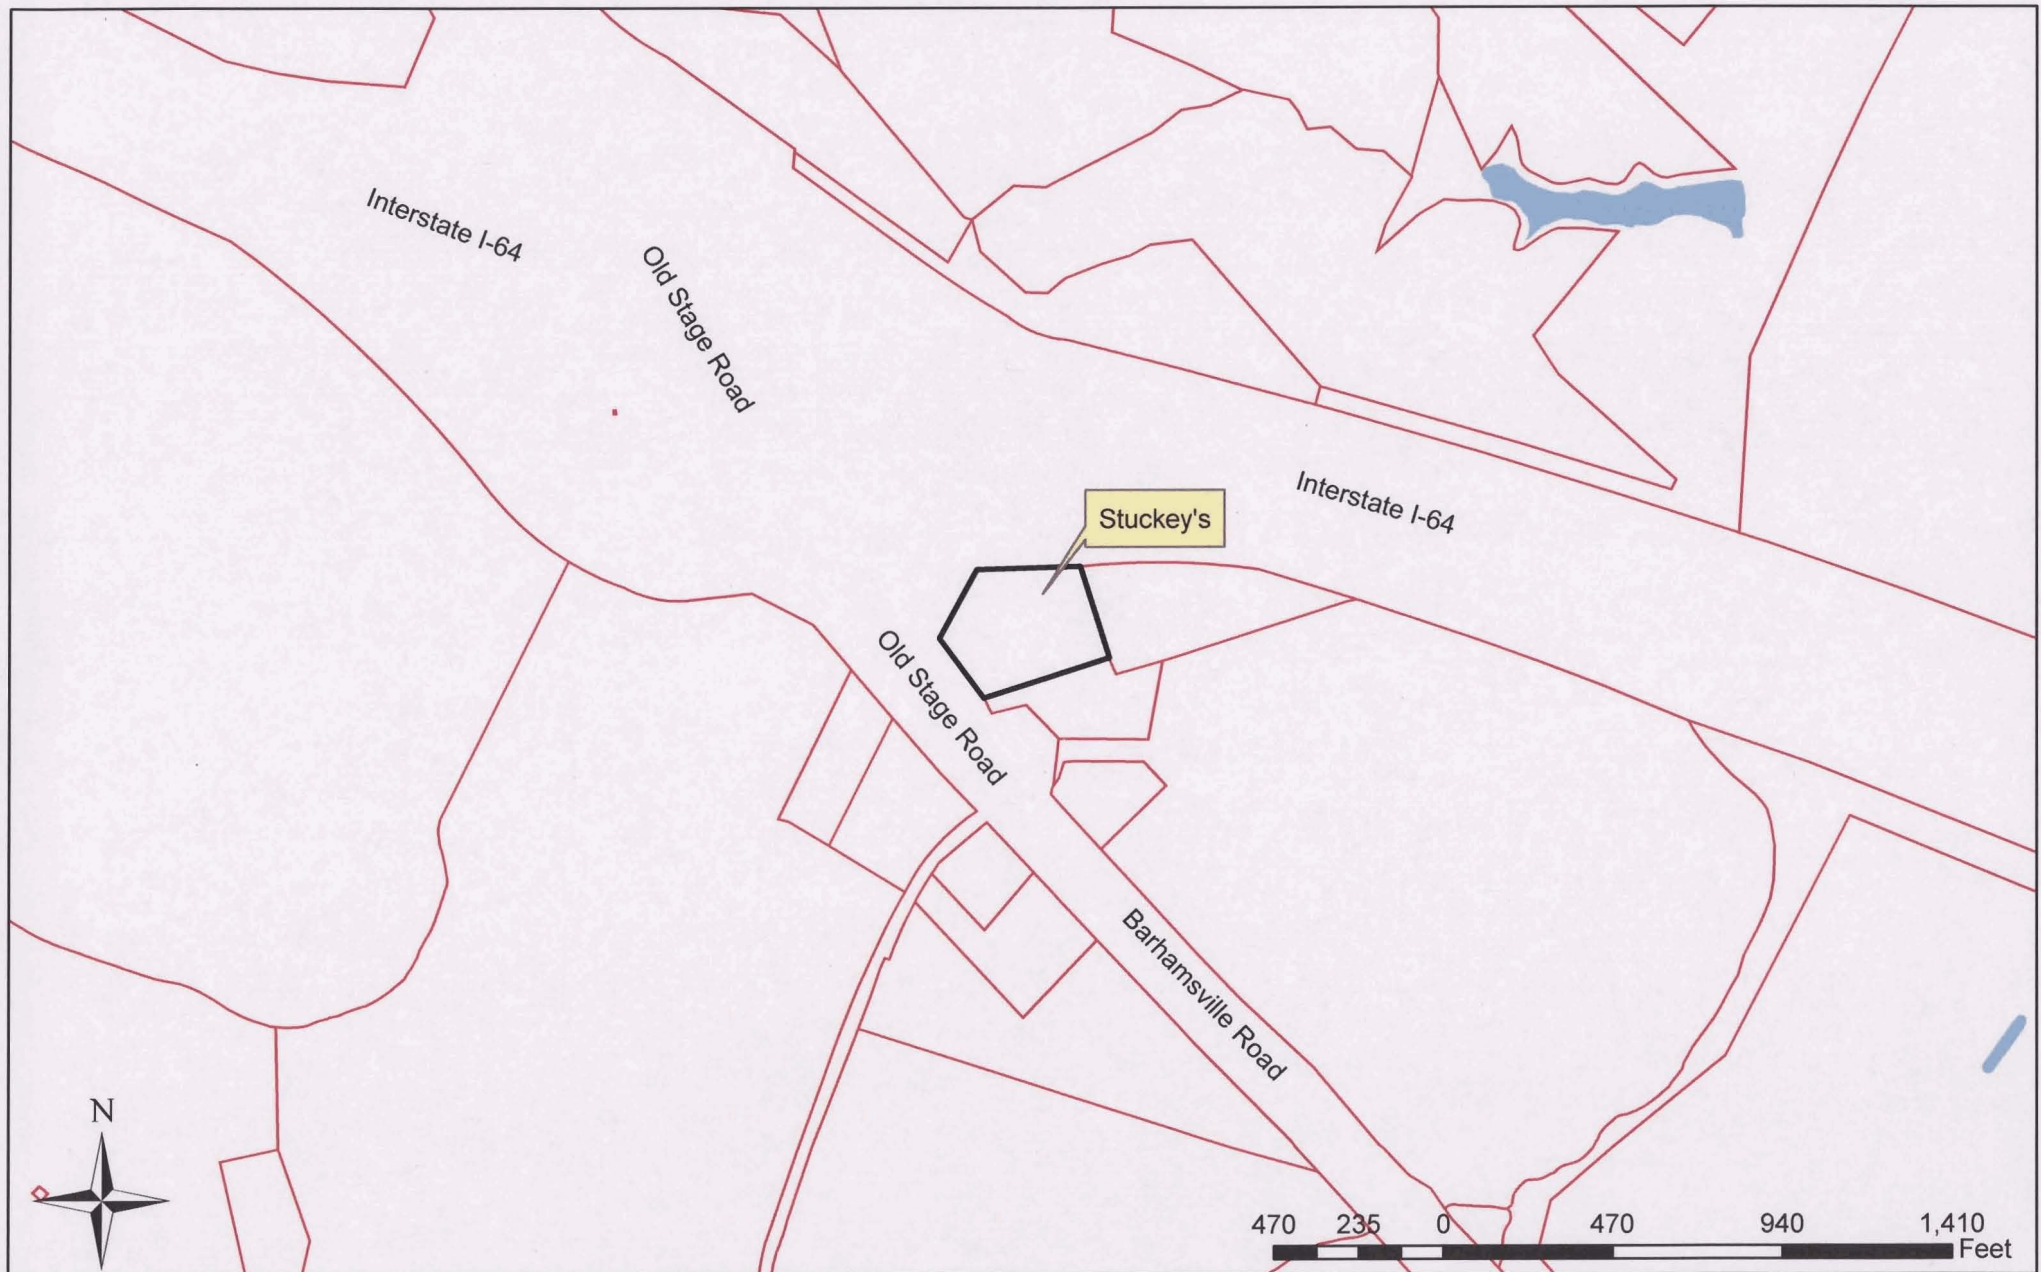 Interstate I-64
Old Stage Road
Interstate I-64
Stuckey's
Old Stage Road
Barhamsville Road
N
470 235 0 470 940 1,410
Feet